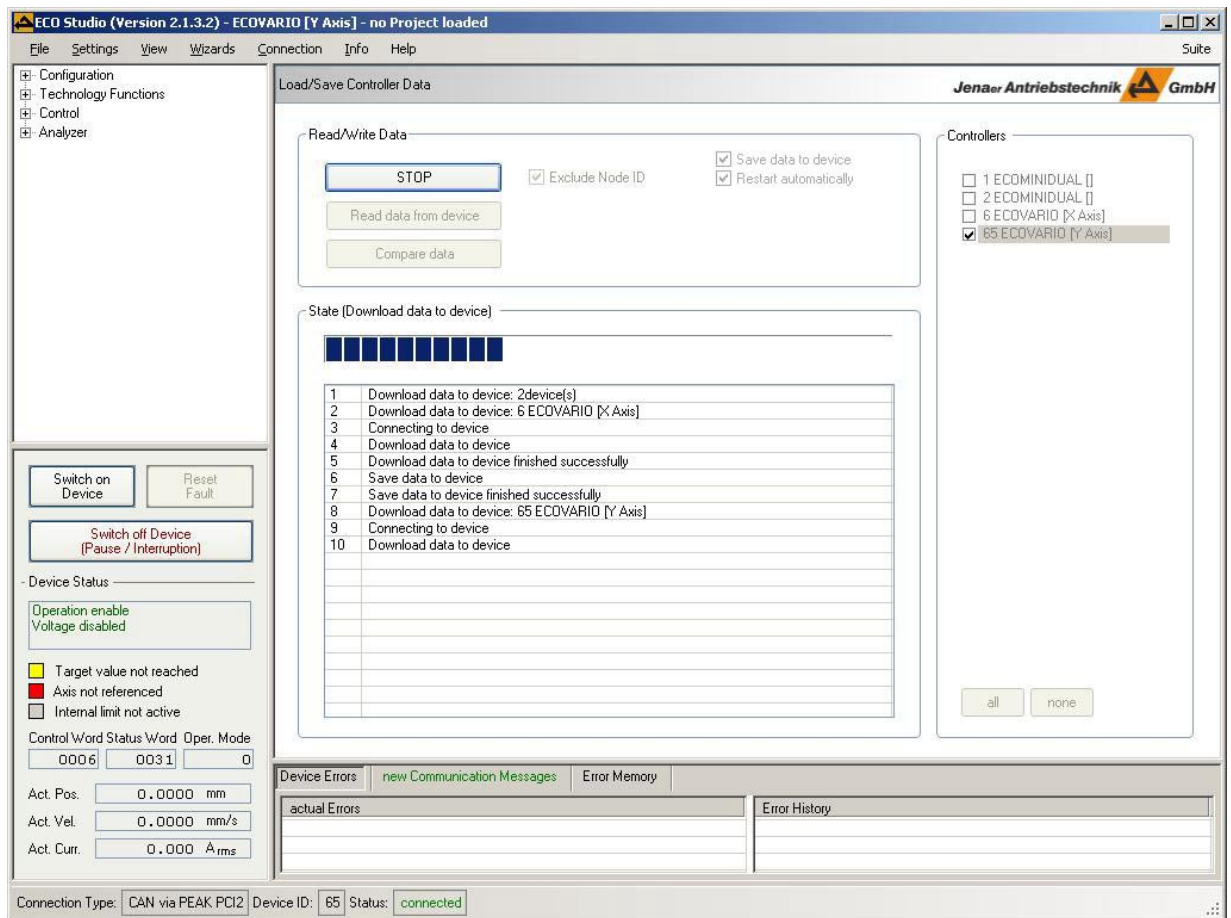 ECO Studio (Version 2.1.3.2) - ECOVARIO [Y Axis] - no Project loaded
File Settings View Wizards Connection Info Help Suite
Configuration
Technology Functions
Control
Analyzer
Load/Save Controller Data
Jenaer Antriebstechnik GmbH
Read/Write Data
STOP
Exclude Node ID
Save data to device
Restart automatically
Read data from device
Compare data
Controllers
1 ECOMINIDUAL []
2 ECOMINIDUAL []
6 ECOVARIO [X Axis]
65 ECOVARIO [Y Axis]
all none
State (Download data to device)
1 Download data to device: 2device(s)
2 Download data to device: 6 ECOVARIO [X Axis]
3 Connecting to device
4 Download data to device
5 Download data to device finished successfully
6 Save data to device
7 Save data to device finished successfully
8 Download data to device: 65 ECOVARIO [Y Axis]
9 Connecting to device
10 Download data to device
Switch on
Device
Reset
Fault
Switch off Device
(Pause / Interruption)
Device Status
Operation enable
Voltage disabled
Target value not reached
Axis not referenced
Internal limit not active
Control Word Status Word Oper. Mode
0006 0031 0
Act. Pos. 0.0000 mm
Act. Vel. 0.0000 mm/s
Act. Curr. 0.000 Arms
Device Errors new Communication Messages Error Memory
actual Errors Error History
Connection Type: CAN via PEAK PCI2 Device ID: 65 Status: connected